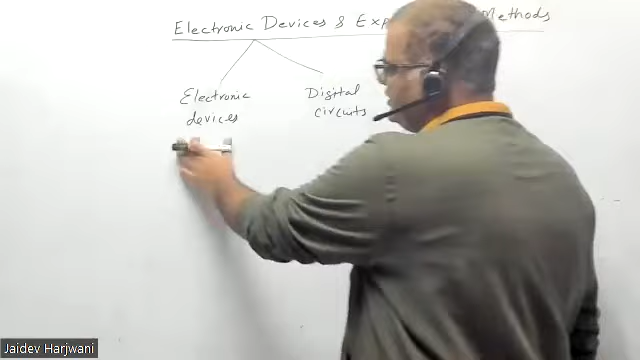 Electronic Devices & Exp Methods
Electronic
devices
Digital
circuits
Jaidev Harjwani